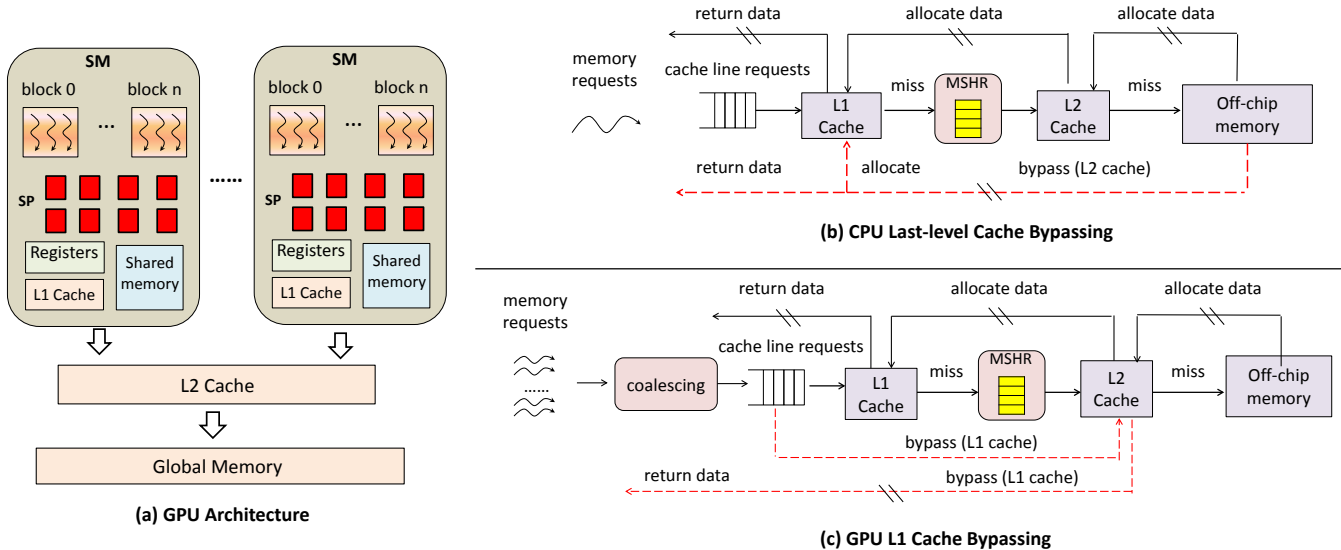 SM
block 0
block n
...
SP
Registers
L1 Cache
Shared
memory
......
SM
block 0
block n
...
SP
Registers
L1 Cache
Shared
memory
L2 Cache
Global Memory
(a) GPU Architecture
return data
allocate data
allocate data
memory
requests
cache line requests
L1
Cache
miss
MSHR
L2
Cache
miss
Off-chip
memory
return data
allocate
bypass (L2 cache)
(b) CPU Last-level Cache Bypassing
memory
requests
return data
allocate data
allocate data
......
coalescing
cache line requests
L1
Cache
miss
MSHR
L2
Cache
miss
Off-chip
memory
bypass (L1 cache)
return data
bypass (L1 cache)
(c) GPU L1 Cache Bypassing